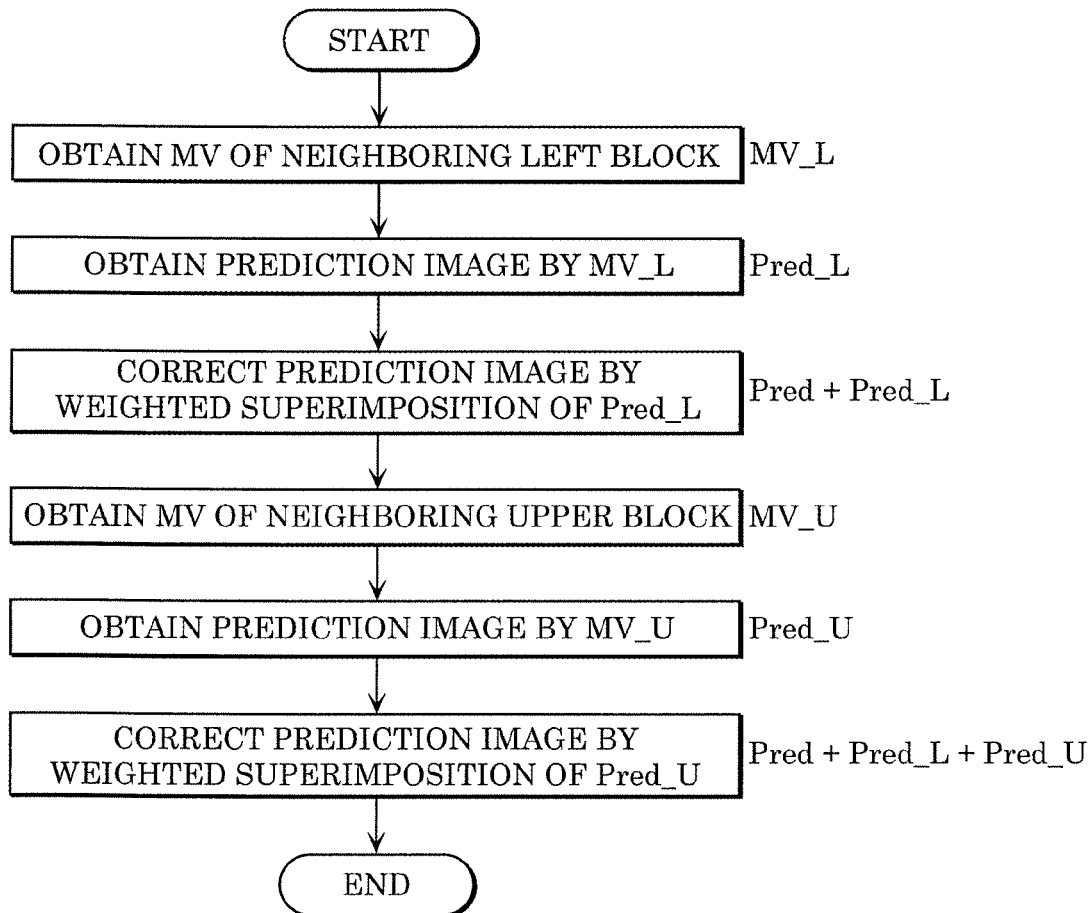 START
OBTAIN MV OF NEIGHBORING LEFT BLOCK MV_L
OBTAIN PREDICTION IMAGE BY MV_L Pred_L
CORRECT PREDICTION IMAGE BY
WEIGHTED SUPERIMPOSITION OF Pred_L
Pred + Pred_L
OBTAIN MV OF NEIGHBORING UPPER BLOCK MV_U
OBTAIN PREDICTION IMAGE BY MV_U Pred_U
CORRECT PREDICTION IMAGE BY
WEIGHTED SUPERIMPOSITION OF Pred_U
Pred + Pred_L + Pred_U
END